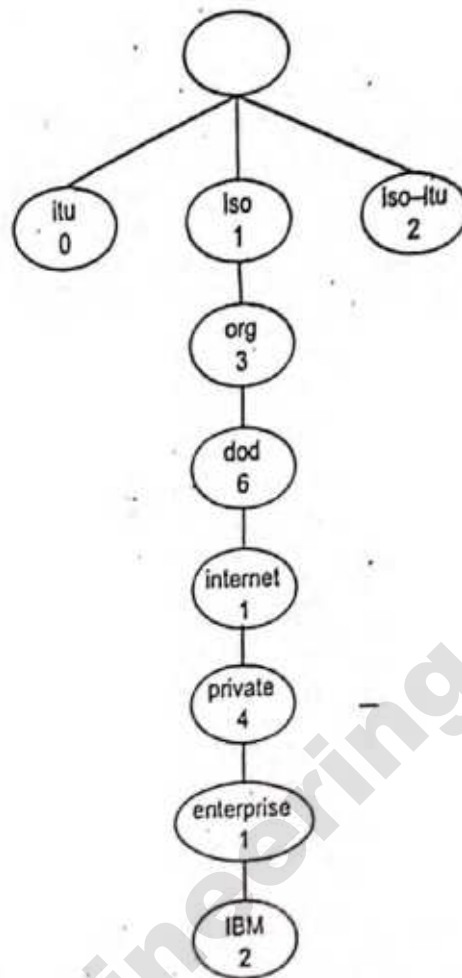 itu
0
iso
1
iso-itu
2
org
3
dod
6
internet
1
private
4
enterprise
1
IBM
2
ineering